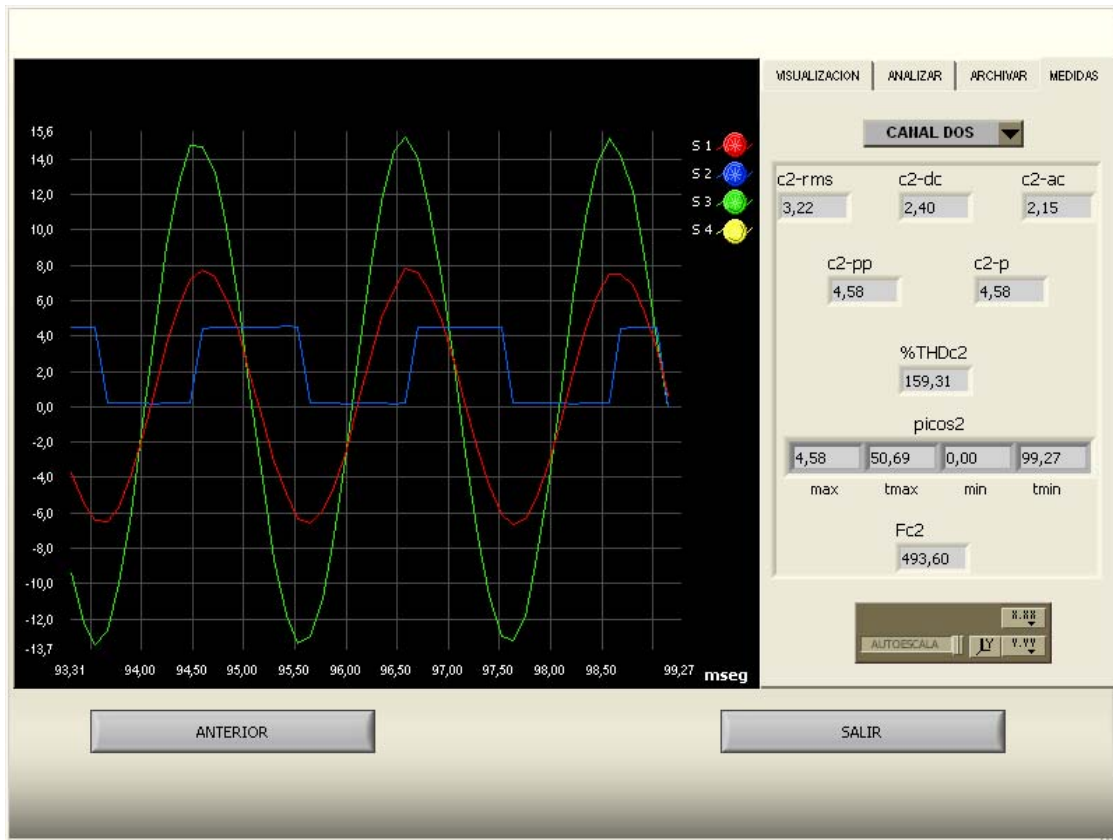 VISUALIZACION ANALIZAR ARCHIVAR MEDIDAS
CANAL DOS
15,6
14,0
12,0
10,0
8,0
6,0
4,0
2,0
0,0
-2,0
-4,0
-6,0
-8,0
-10,0
-12,0
-13,7
93,31 94,00 94,50 95,00 95,50 96,00 96,50 97,00 97,50 98,00 98,50 99,27 mseg
S 1
S 2
S 3
S 4
c2-rms c2-dc c2-ac
3,22 2,40 2,15
c2-pp c2-p
4,58 4,58
%THDc2
159,31
picos2
4,58 50,69 0,00 99,27
max tmax min tmin
Fc2
493,60
X.XX
AUTOESCALA Y Y.YY
ANTERIOR SALIR